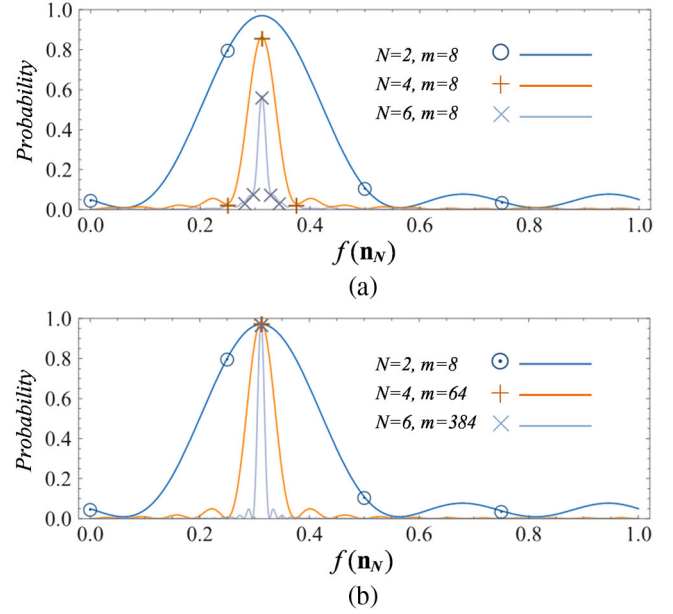 1.0
0.8
0.6
0.4
0.2
0.0
Probability
N=2, m=8
N=4, m=8
N=6, m=8
0.0 0.2 0.4 0.6 0.8 1.0
f(n_N)
(a)
1.0
0.8
0.6
0.4
0.2
0.0
Probability
N=2, m=8
N=4, m=64
N=6, m=384
0.0 0.2 0.4 0.6 0.8 1.0
f(n_N)
(b)